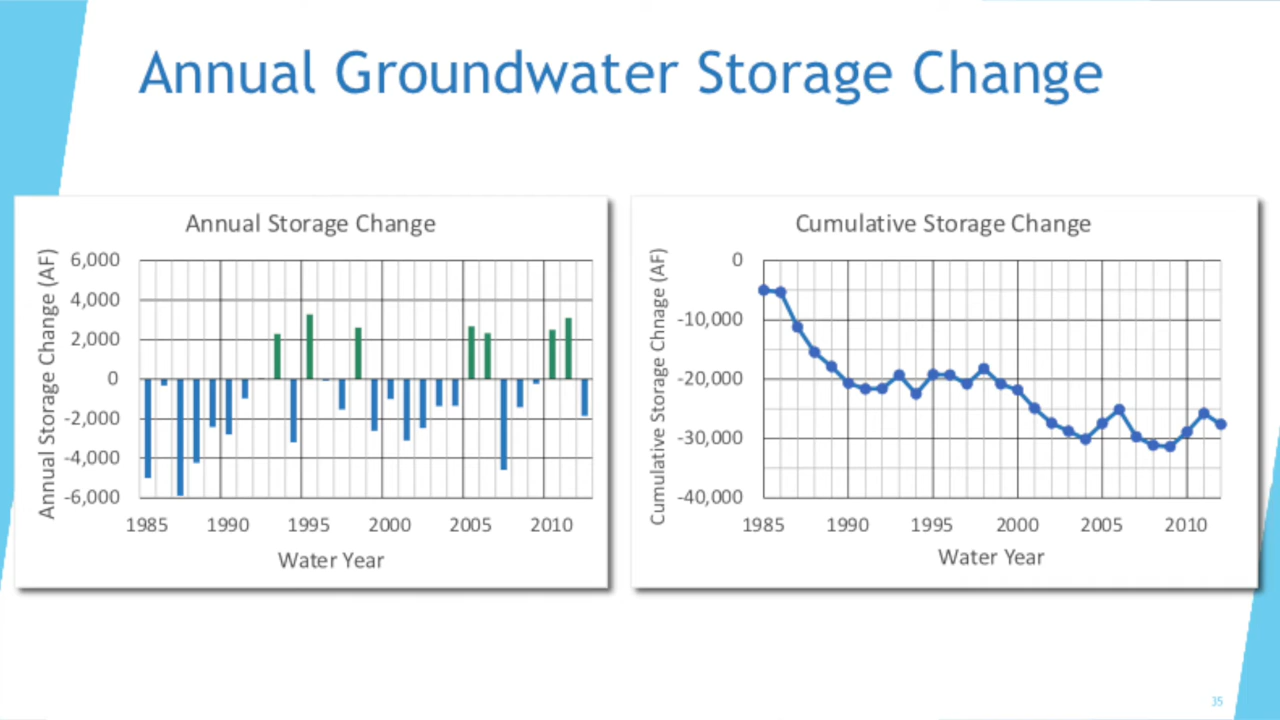 Annual Groundwater Storage Change
Annual Storage Change
Annual Storage Change (AF)
6,000
4,000
2,000
0
-2,000
-4,000
-6,000
1985 1990 1995 2000 2005 2010
Water Year
Cumulative Storage Change
Cumulative Storage Chnage (AF)
0
-10,000
-20,000
-30,000
-40,000
1985 1990 1995 2000 2005 2010
Water Year
35